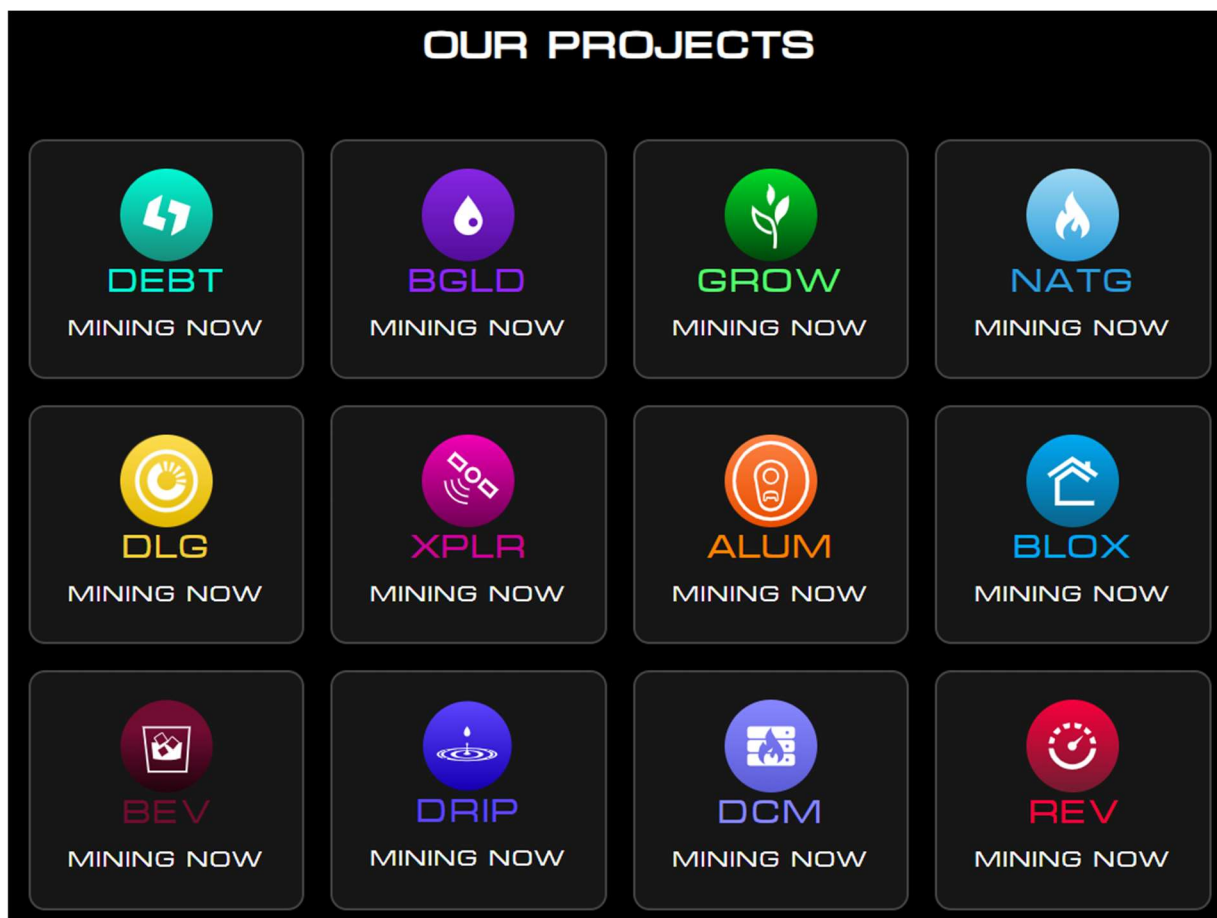 OUR PROJECTS
DEBT
MINING NOW
BGLD
MINING NOW
GROW
MINING NOW
NATG
MINING NOW
DLG
MINING NOW
XPLR
MINING NOW
ALUM
MINING NOW
BLOX
MINING NOW
BEV
MINING NOW
DRIP
MINING NOW
DCM
MINING NOW
REV
MINING NOW